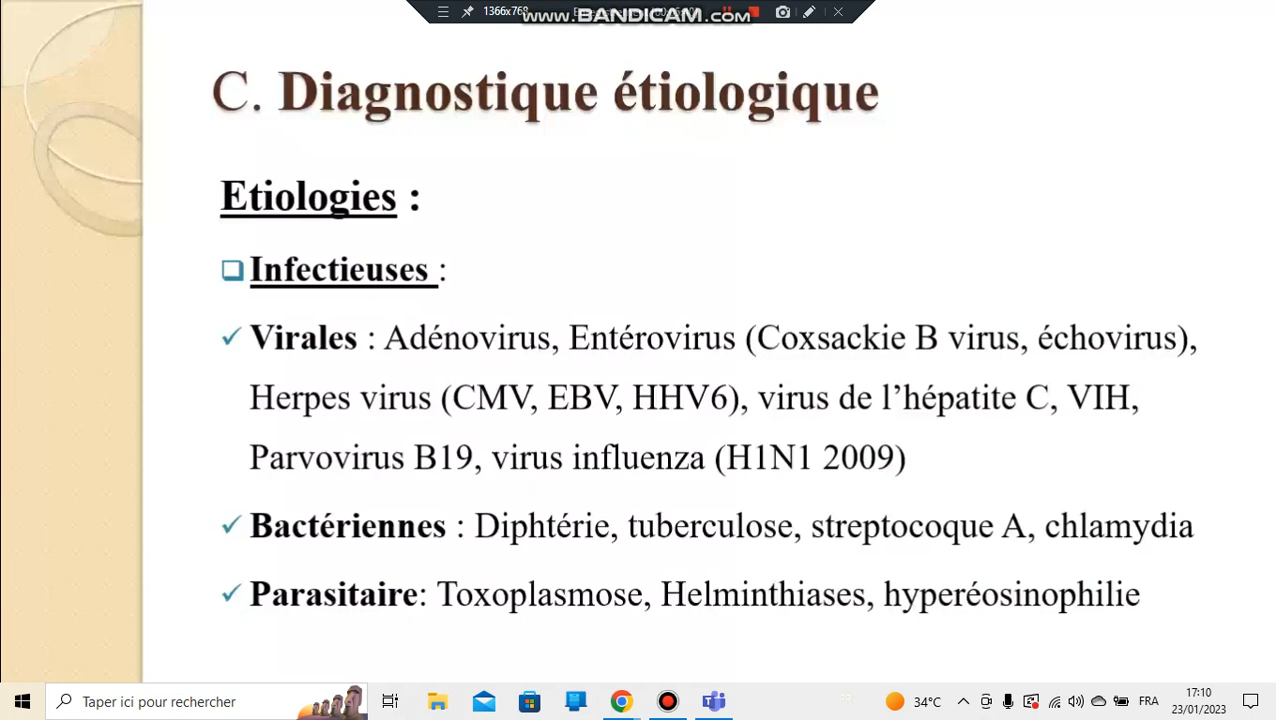 1366x768
www.BANDICAM.com
C. Diagnostique étiologique
Etiologies :
Infectieuses :
Virales : Adénovirus, Entérovirus (Coxsackie B virus, échovirus),
Herpes virus (CMV, EBV, HHV6), virus de l’hépatite C, VIH,
Parvovirus B19, virus influenza (H1N1 2009)
Bactériennes : Diphtérie, tuberculose, streptocoque A, chlamydia
Parasitaire: Toxoplasmose, Helminthiases, hyperéosinophilie
Taper ici pour rechercher
34°C
FRA
17:10
23/01/2023